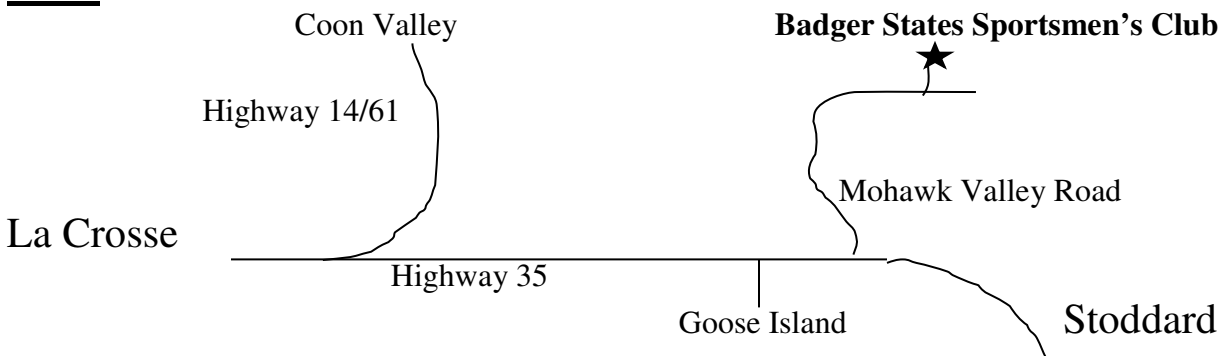 Coon Valley
Badger States Sportsmen’s Club
Highway 14/61
Mohawk Valley Road
La Crosse
Highway 35
Goose Island
Stoddard